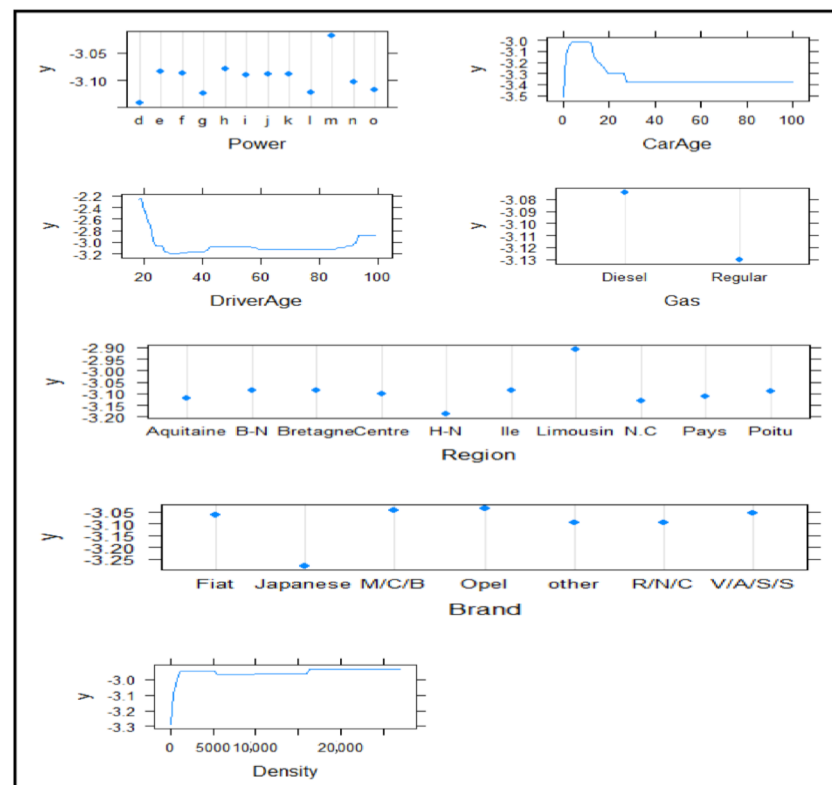 y
-3.05
-3.10
d e f g h i j k l m n o
Power
y
-3.0
-3.1
-3.3
-3.4
-3.5
0 20 40 60 80 100
CarAge
y
-2.2
-2.4
-2.6
-2.8
-3.0
-3.2
20 40 60 80 100
DriverAge
y
-3.08
-3.09
-3.10
-3.11
-3.12
-3.13
Diesel Regular
Gas
y
-2.90
-2.95
-3.00
-3.05
-3.10
-3.15
-3.20
Aquitaine B-N Bretagne Centre H-N Ile Limousin N.C Pays Poitu
Region
y
-3.05
-3.10
-3.15
-3.20
-3.25
Fiat Japanese M/C/B Opel other R/N/C V/A/S/S
Brand
y
-3.0
-3.1
-3.2
-3.3
0 5000 10,000 20,000
Density